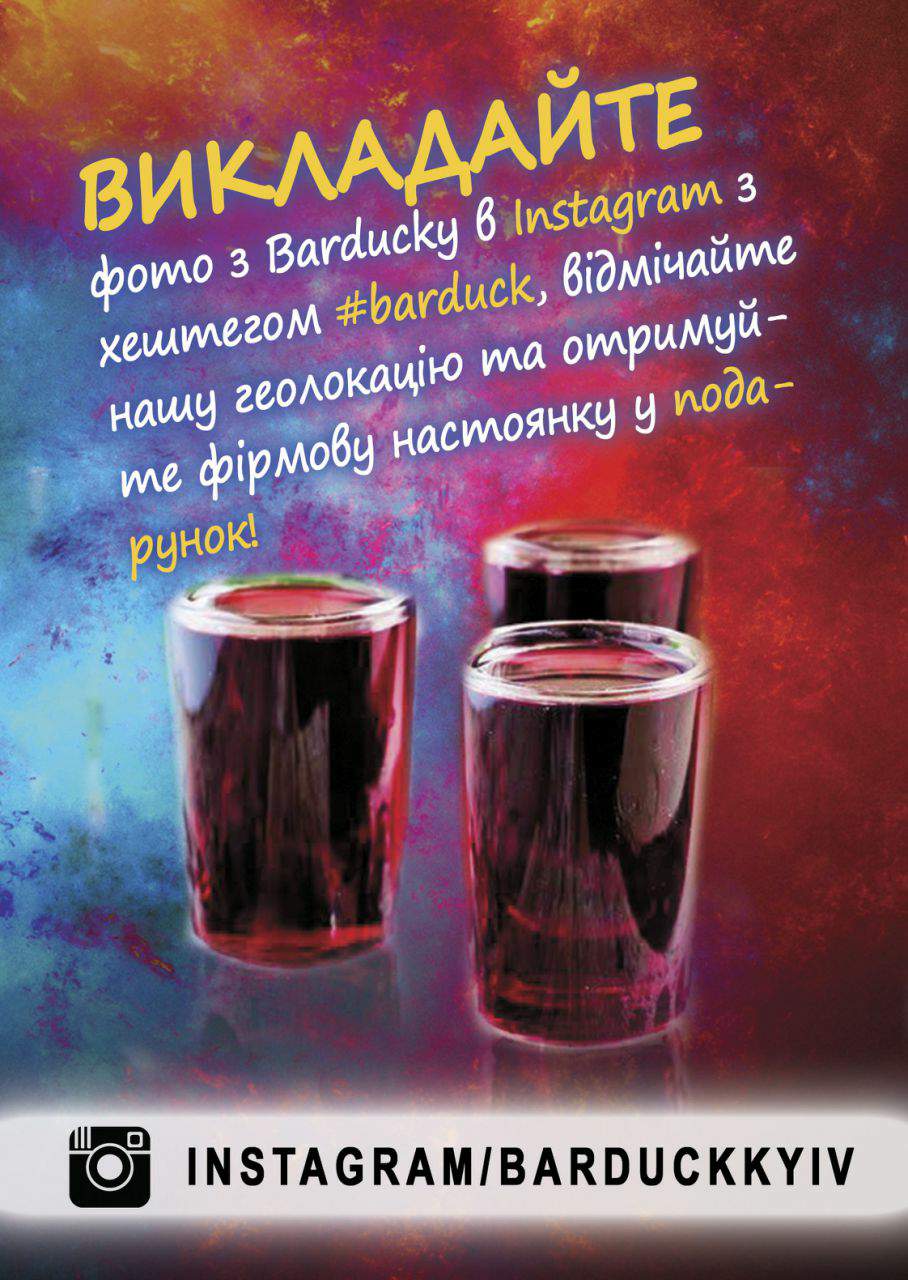 ВИКЛАДАЙТЕ
фото з Barducky в Instagram з
хештегом #barduck, відмічайте
нашу геолокацію та отримуй-
те фірмову настоянку у пода-
рунок!
INSTAGRAM/BARDUCKKYIV